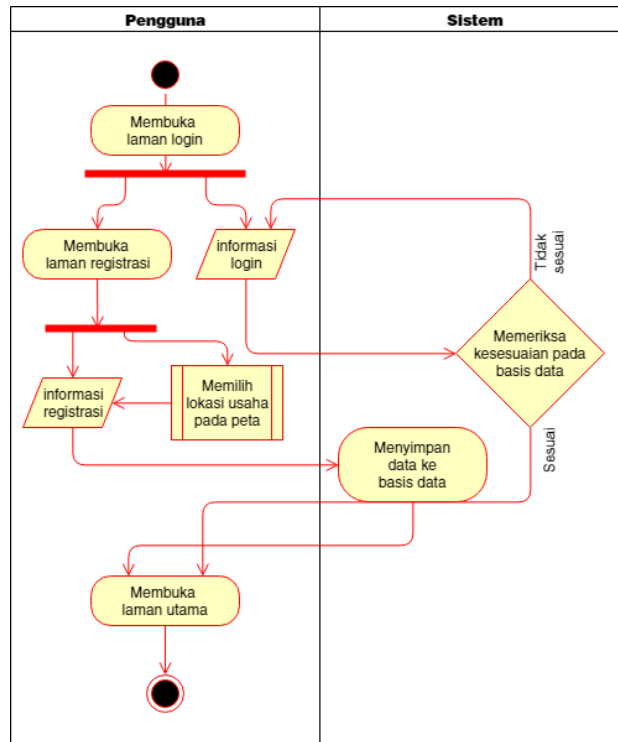 Pengguna
Sistem
Membuka
laman login
Membuka
laman registrasi
informasi
login
Tidak
sesuai
Memeriksa
kesesuaian pada
basis data
informasi
registrasi
Memilih
lokasi usaha
pada peta
Menyimpan
data ke
basis data
Sesuai
Membuka
laman utama